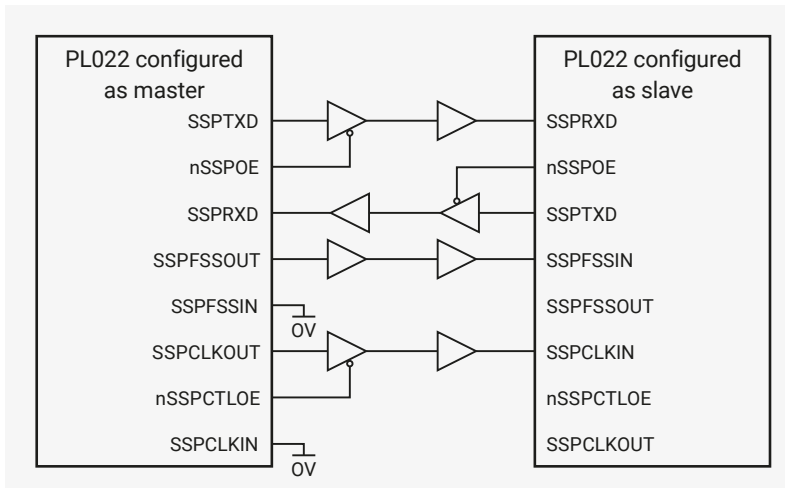 PL022 configured
as master
SSPTXD
nSSPOE
SSPRXD
SSPFSSOUT
SSPFSSIN
0V
SSPCLKOUT
nSSPCTLOE
SSPCLKIN
0V
PL022 configured
as slave
SSPRXD
nSSPOE
SSPTXD
SSPFSSIN
SSPFSSOUT
SSPCLKIN
nSSPCTLOE
SSPCLKOUT